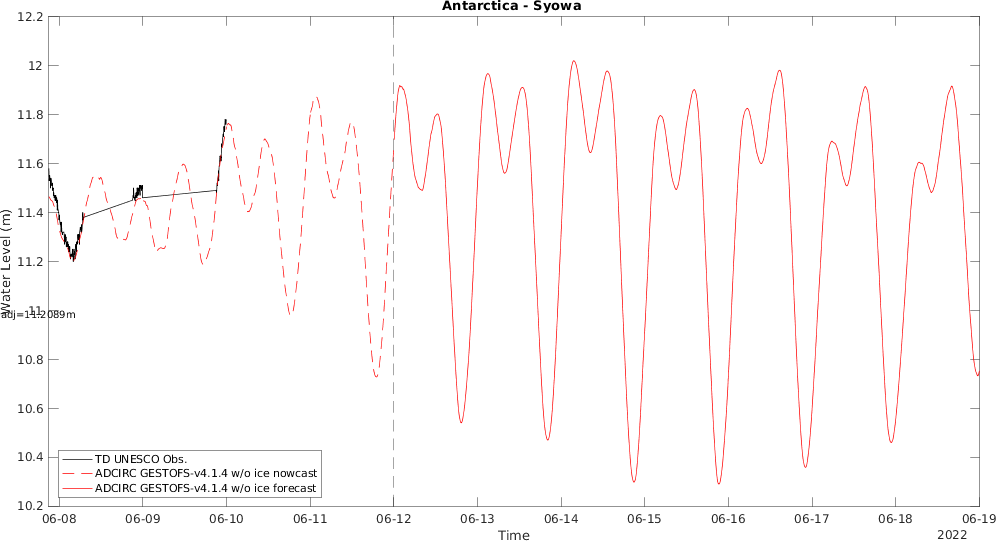 Antarctica - Syowa
12.2
12
11.8
11.6
11.4
11.2
11
10.8
10.6
10.4
10.2
Water Level (m)
adj=11.2089m
TD UNESCO Obs.
ADCIRC GESTOFS-v4.1.4 w/o ice nowcast
ADCIRC GESTOFS-v4.1.4 w/o ice forecast
06-08 06-09 06-10 06-11 06-12 06-13 06-14 06-15 06-16 06-17 06-18 06-19
Time
2022